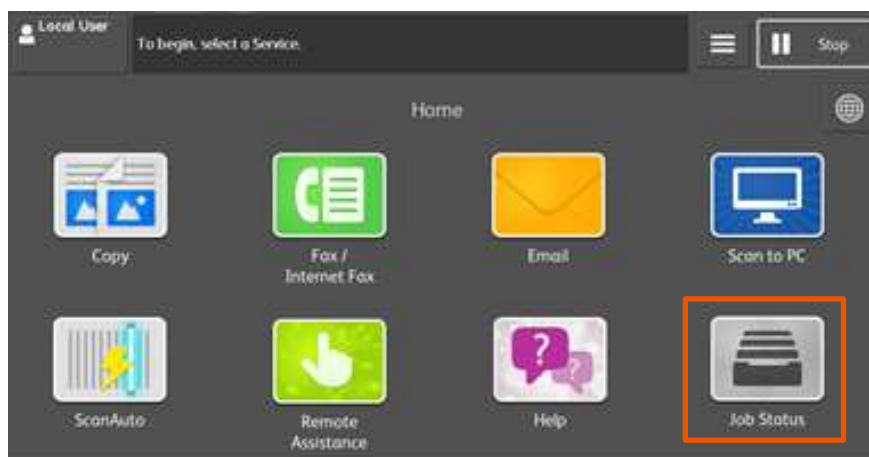 Local User
To begin, select a Service.
Stop
Home
Copy
Fax /
Internet Fax
Email
Scan to PC
ScanAuto
Remote
Assistance
Help
Job Status